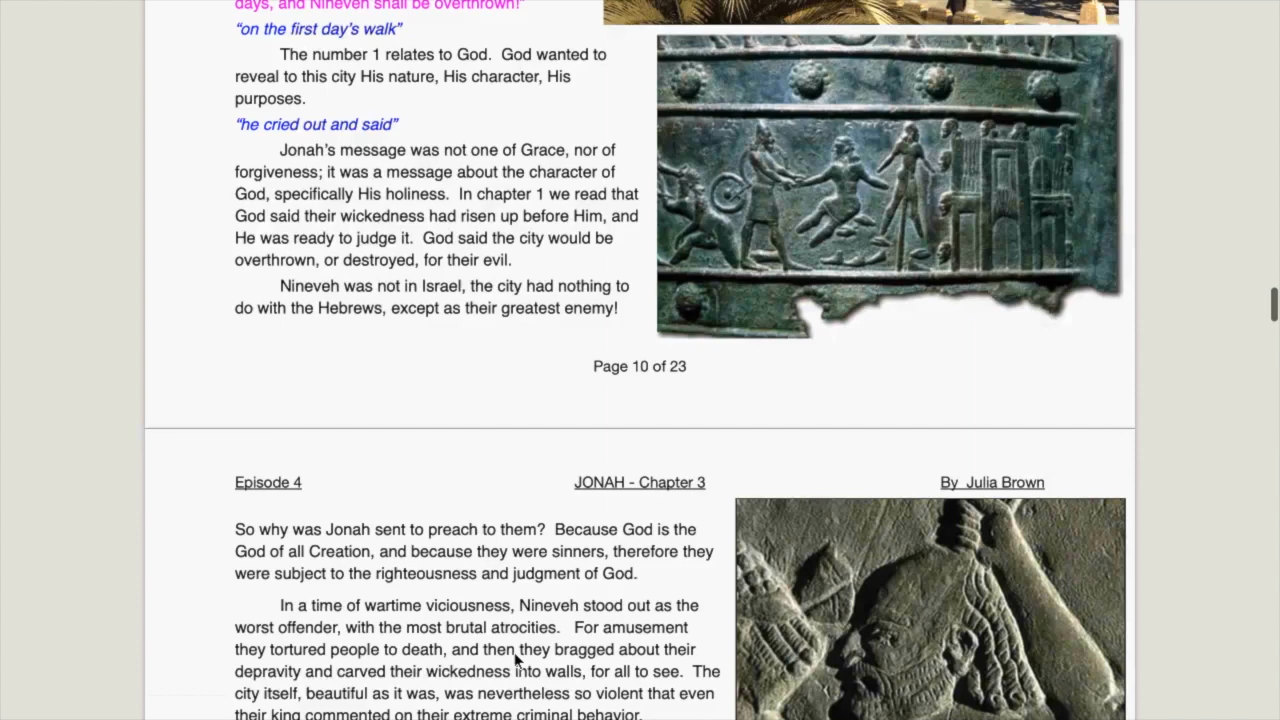 days, and Nineveh shall be overthrown!”
“on the first day’s walk”
The number 1 relates to God.  God wanted to
reveal to this city His nature, His character, His
purposes.
“he cried out and said”
Jonah’s message was not one of Grace, nor of
forgiveness; it was a message about the character of
God, specifically His holiness.  In chapter 1 we read that
God said their wickedness had risen up before Him, and
He was ready to judge it.  God said the city would be
overthrown, or destroyed, for their evil.
Nineveh was not in Israel, the city had nothing to
do with the Hebrews, except as their greatest enemy!
Page 10 of 23
Episode 4 JONAH - Chapter 3 By  Julia Brown
So why was Jonah sent to preach to them?  Because God is the
God of all Creation, and because they were sinners, therefore they
were subject to the righteousness and judgment of God.
In a time of wartime viciousness, Nineveh stood out as the
worst offender, with the most brutal atrocities.   For amusement
they tortured people to death, and then they bragged about their
depravity and carved their wickedness into walls, for all to see.  The
city itself, beautiful as it was, was nevertheless so violent that even
their king commented on their extreme criminal behavior.